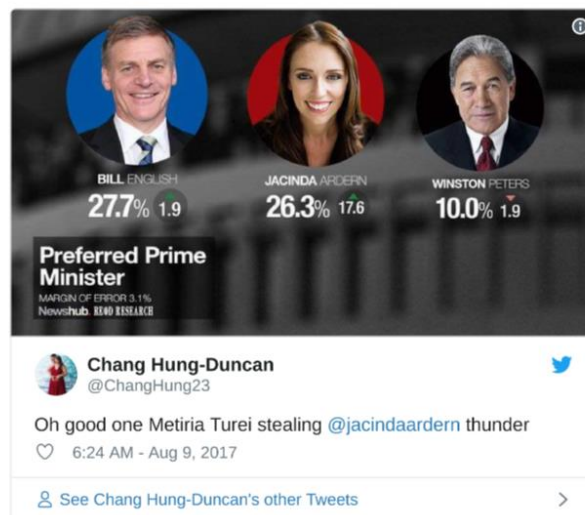 BILL ENGLISH
27.7% 1.9
JACINDA ARDERN
26.3% 17.6
WINSTON PETERS
10.0% 1.9
Preferred Prime
Minister
MARGIN OF ERROR 3.1%
Newshub. REID RESEARCH
Chang Hung-Duncan
@ChangHung23
Oh good one Metiria Turei stealing @jacindaardern thunder
6:24 AM - Aug 9, 2017
See Chang Hung-Duncan's other Tweets